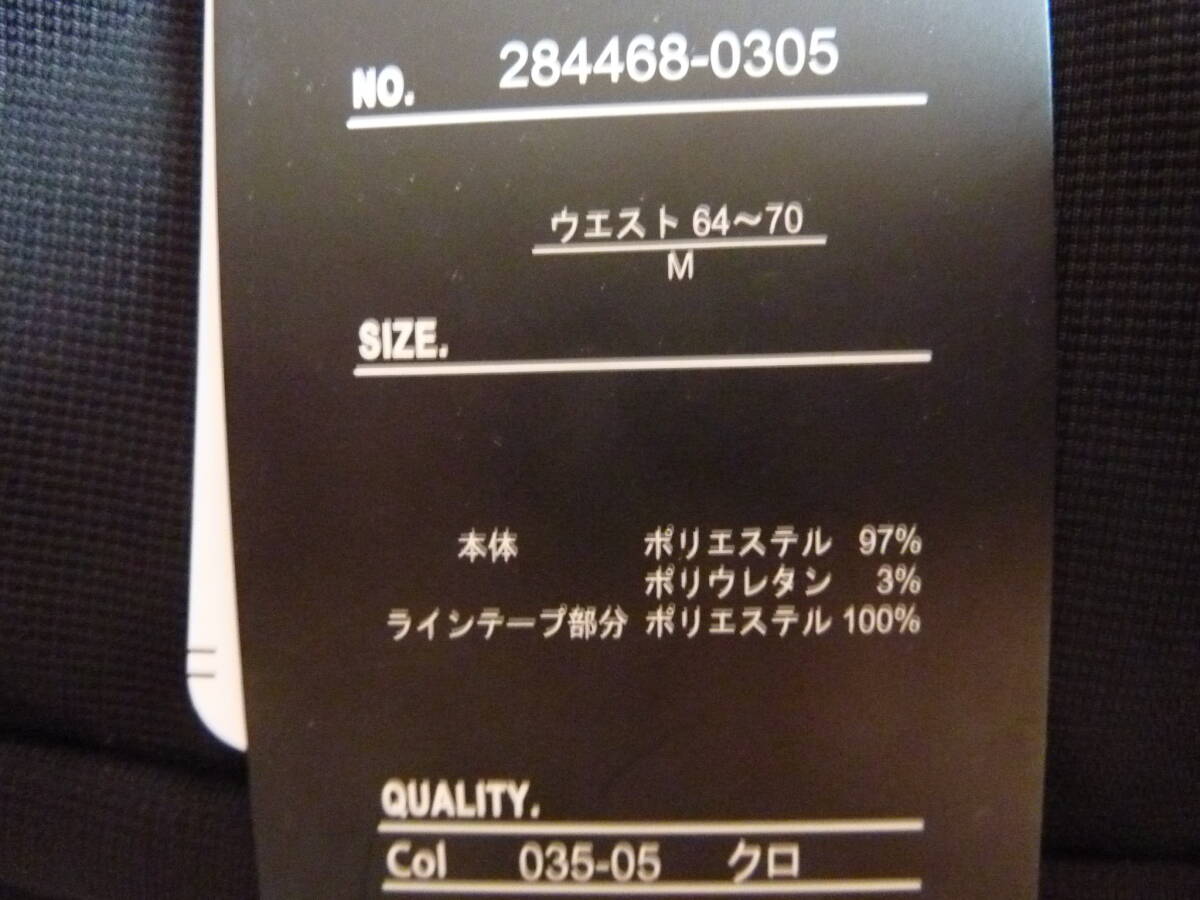 NO. 284468-0305
ウエスト 64〜70
M
SIZE.
本体 ポリエステル 97%
ポリウレタン 3%
ラインテープ部分 ポリエステル 100%
QUALITY.
Col 035-05 クロ